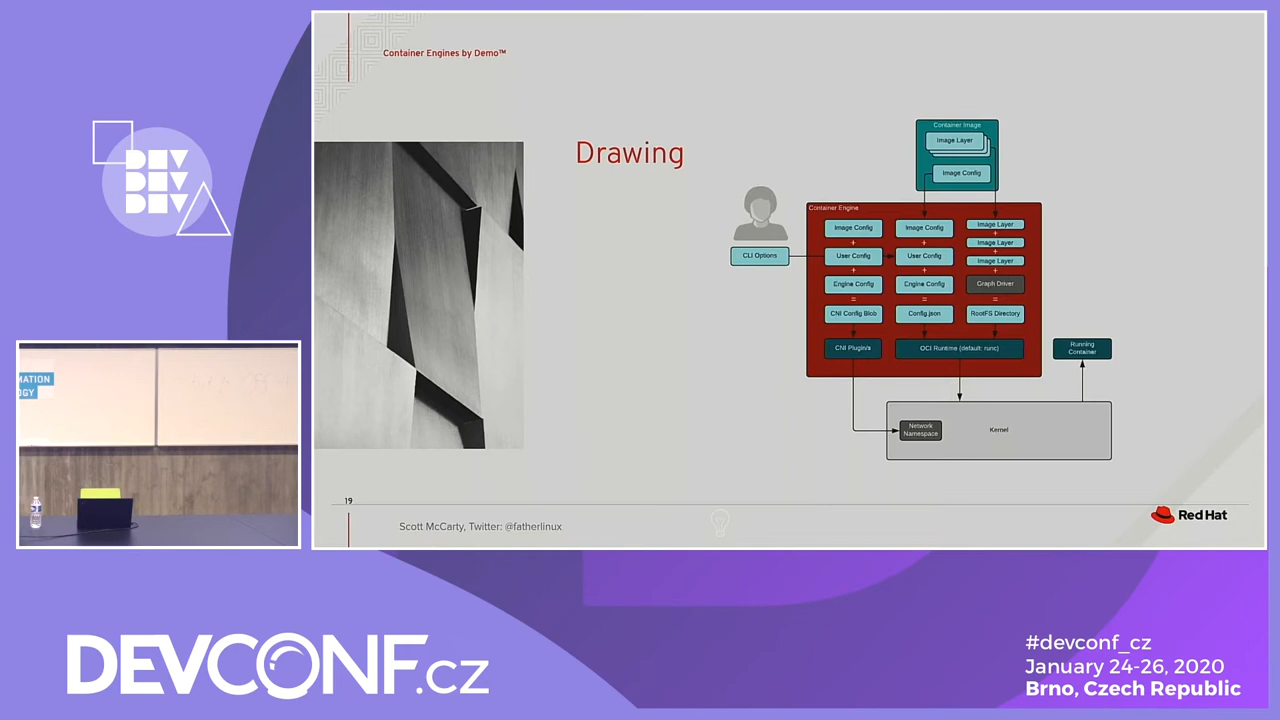 Container Engines by Demo™
Drawing
Container Image
Image Layer
Image Config
Container Engine
CLI Options
Image Config
+
User Config
+
Engine Config
=
CNI Config Blob
CNI Plugin/s
Image Config
+
User Config
+
Engine Config
=
Config.json
Image Layer
+
Image Layer
+
Image Layer
+
Graph Driver
=
RootFS Directory
OCI Runtime (default: runc)
Running
Container
Network
Namespace
Kernel
19
Scott McCarty, Twitter: @fatherlinux
Red Hat
DEV
DEV
DEV
MATION
OGY
DEVCONF.cz
#devconf_cz
January 24-26, 2020
Brno, Czech Republic